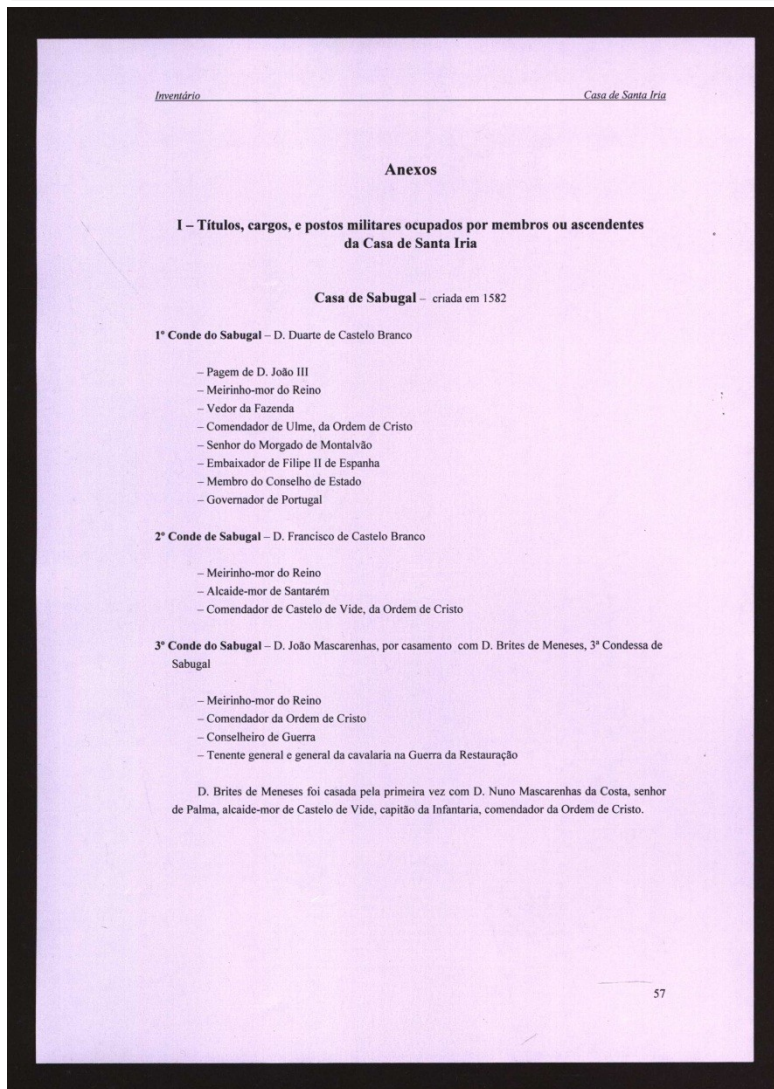 Inventário Casa de Santa Iria
Anexos
I – Títulos, cargos, e postos militares ocupados por membros ou ascendentes
da Casa de Santa Iria
Casa de Sabugal – criada em 1582
1º Conde do Sabugal – D. Duarte de Castelo Branco
– Pagem de D. João III
– Meirinho-mor do Reino
– Vedor da Fazenda
– Comendador de Ulme, da Ordem de Cristo
– Senhor do Morgado de Montalvão
– Embaixador de Filipe II de Espanha
– Membro do Conselho de Estado
– Governador de Portugal
2º Conde de Sabugal – D. Francisco de Castelo Branco
– Meirinho-mor do Reino
– Alcaide-mor de Santarém
– Comendador de Castelo de Vide, da Ordem de Cristo
3º Conde do Sabugal – D. João Mascarenhas, por casamento com D. Brites de Meneses, 3ª Condessa de
Sabugal
– Meirinho-mor do Reino
– Comendador da Ordem de Cristo
– Conselheiro de Guerra
– Tenente general e general da cavalaria na Guerra da Restauração
D. Brites de Meneses foi casada pela primeira vez com D. Nuno Mascarenhas da Costa, senhor
de Palma, alcaide-mor de Castelo de Vide, capitão da Infantaria, comendador da Ordem de Cristo.
57